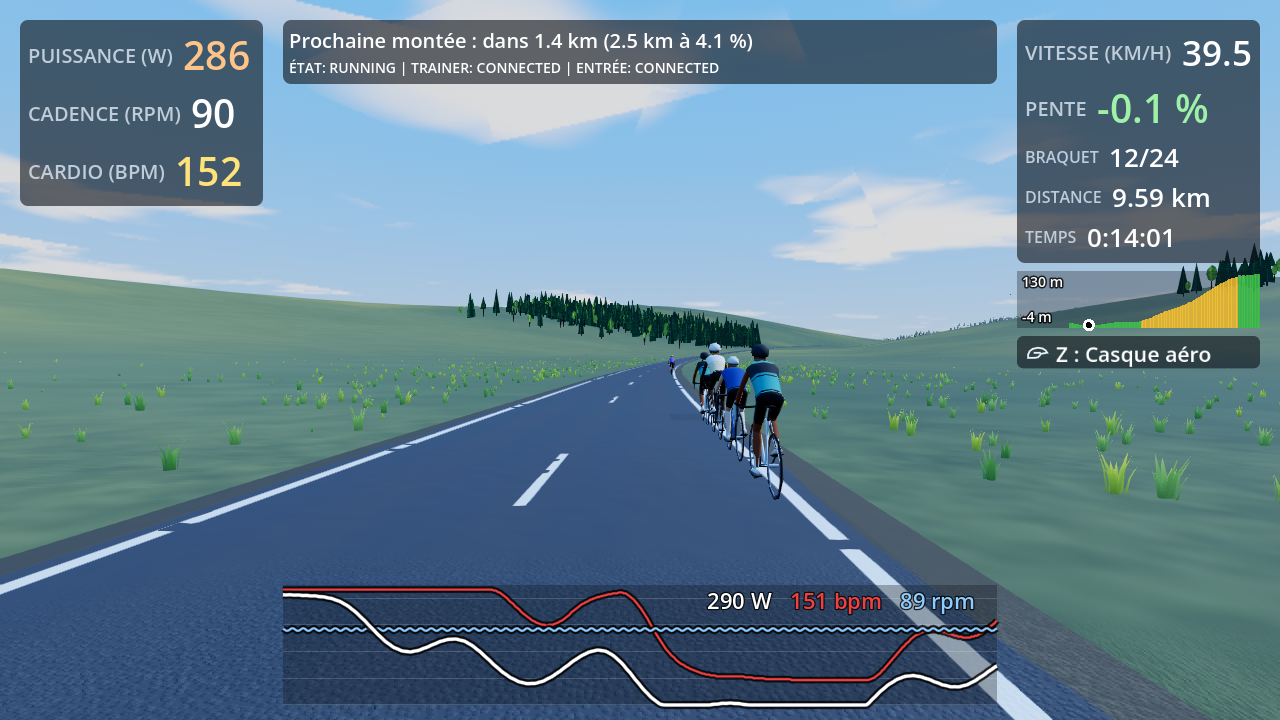 PUISSANCE (W) 286
CADENCE (RPM) 90
CARDIO (BPM) 152
Prochaine montée : dans 1.4 km (2.5 km à 4.1 %)
ÉTAT: RUNNING | TRAINER: CONNECTED | ENTRÉE: CONNECTED
VITESSE (KM/H) 39.5
PENTE -0.1 %
BRAQUET 12/24
DISTANCE 9.59 km
TEMPS 0:14:01
130 m
-4 m
Z : Casque aéro
290 W 151 bpm 89 rpm